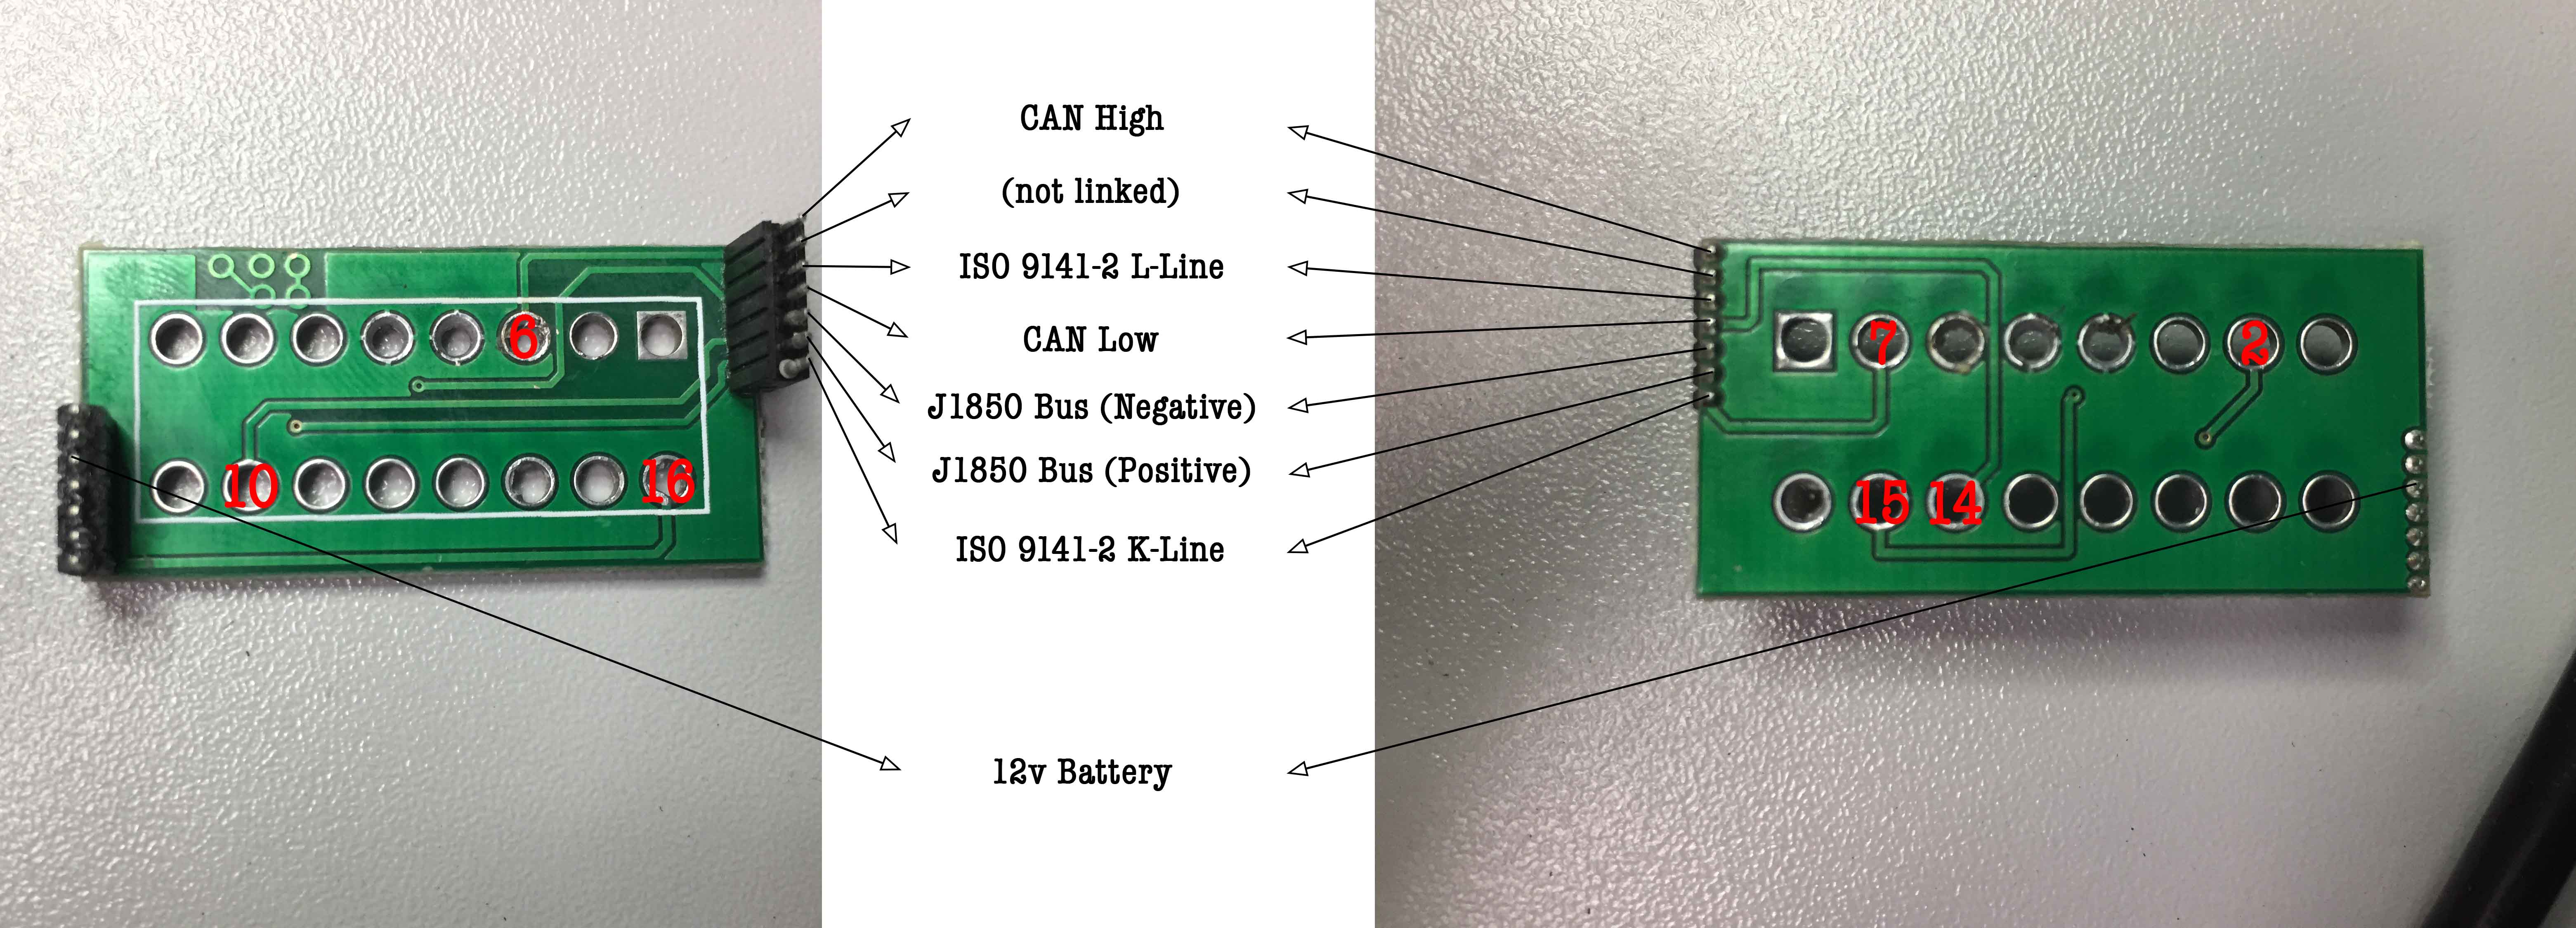 CAN High
(not linked)
ISO 9141-2 L-Line
CAN Low
J1850 Bus (Negative)
J1850 Bus (Positive)
ISO 9141-2 K-Line
12v Battery
6
10
16
7
2
15
14